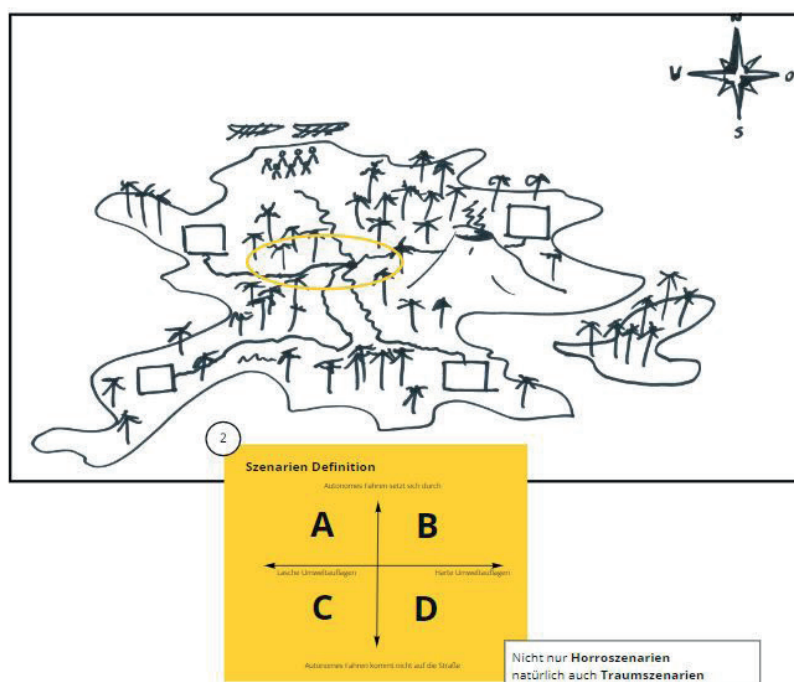 N
W O
S
2
Szenarien Definition
Autonomes Fahren setzt sich durch
A B
Lasche Umweltauflagen Harte Umweltauflagen
C D
Autonomes Fahren kommt nicht auf die Straße
Nicht nur Horroszenarien
natürlich auch Traumszenarien